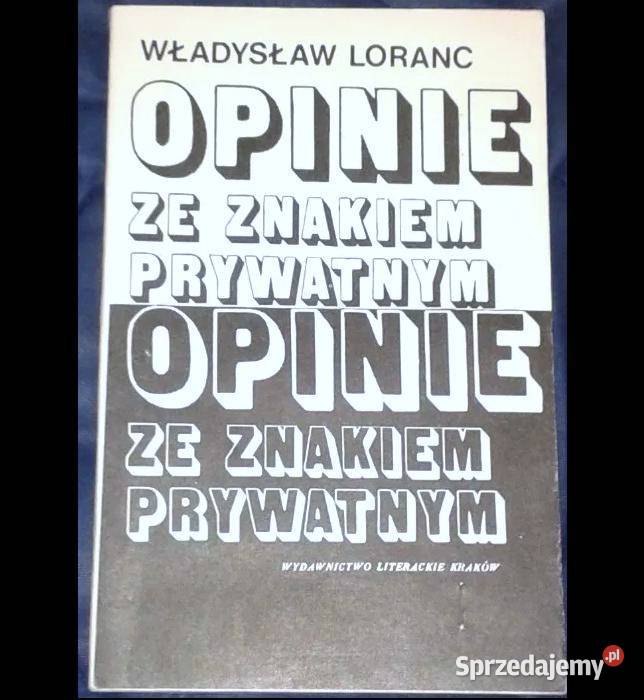 WŁADYSŁAW LORANC
OPINIE
ZE ZNAKIEM
PRYWATNYM
OPINIE
ZE ZNAKIEM
PRYWATNYM
WYDAWNICTWO LITERACKIE KRAKÓW
Sprzedajemy.pl